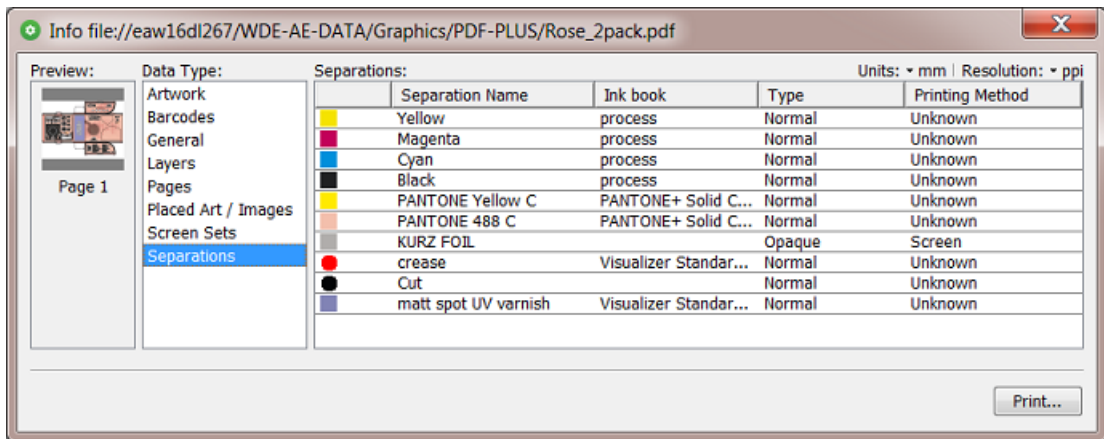 Info file://eaw16dl267/WDE-AE-DATA/Graphics/PDF-PLUS/Rose_2pack.pdf
Preview: Data Type: Separations: Units: mm | Resolution: ppi
Page 1
Artwork
Barcodes
General
Layers
Pages
Placed Art / Images
Screen Sets
Separations
Separation Name Ink book Type Printing Method
Yellow process Normal Unknown
Magenta process Normal Unknown
Cyan process Normal Unknown
Black process Normal Unknown
PANTONE Yellow C PANTONE+ Solid C... Normal Unknown
PANTONE 488 C PANTONE+ Solid C... Normal Unknown
KURZ FOIL Opaque Screen
crease Visualizer Standar... Normal Unknown
Cut Normal Unknown
matt spot UV varnish Visualizer Standar... Normal Unknown
Print...